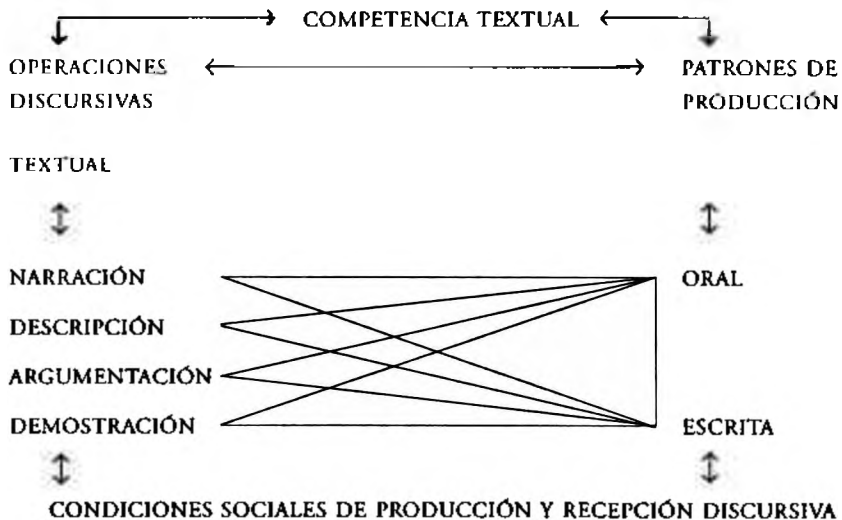 COMPETENCIA TEXTUAL
OPERACIONES
DISCURSIVAS
PATRONES DE
PRODUCCIÓN
TEXTUAL
NARRACIÓN
ORAL
DESCRIPCIÓN
ARGUMENTACIÓN
DEMOSTRACIÓN
ESCRITA
CONDICIONES SOCIALES DE PRODUCCIÓN Y RECEPCIÓN DISCURSIVA